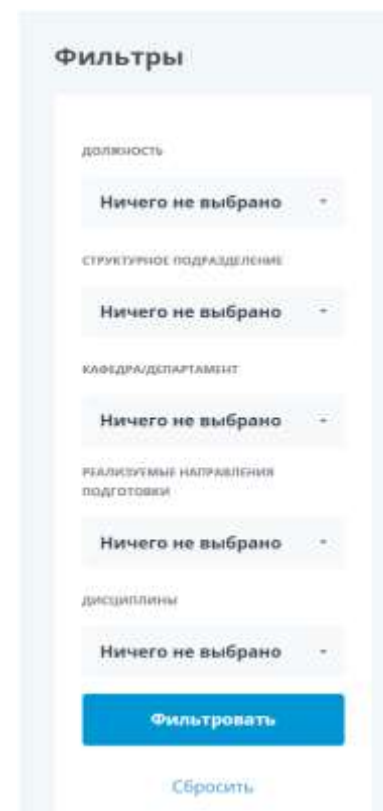 Фильтры
ДОЛЖНОСТЬ
Ничего не выбрано
СТРУКТУРНОЕ ПОДРАЗДЕЛЕНИЕ
Ничего не выбрано
КАФЕДРА/ДЕПАРТАМЕНТ
Ничего не выбрано
РЕАЛИЗУЕМЫЕ НАПРАВЛЕНИЯ
ПОДГОТОВКИ
Ничего не выбрано
ДИСЦИПЛИНЫ
Ничего не выбрано
Фильтровать
Сбросить